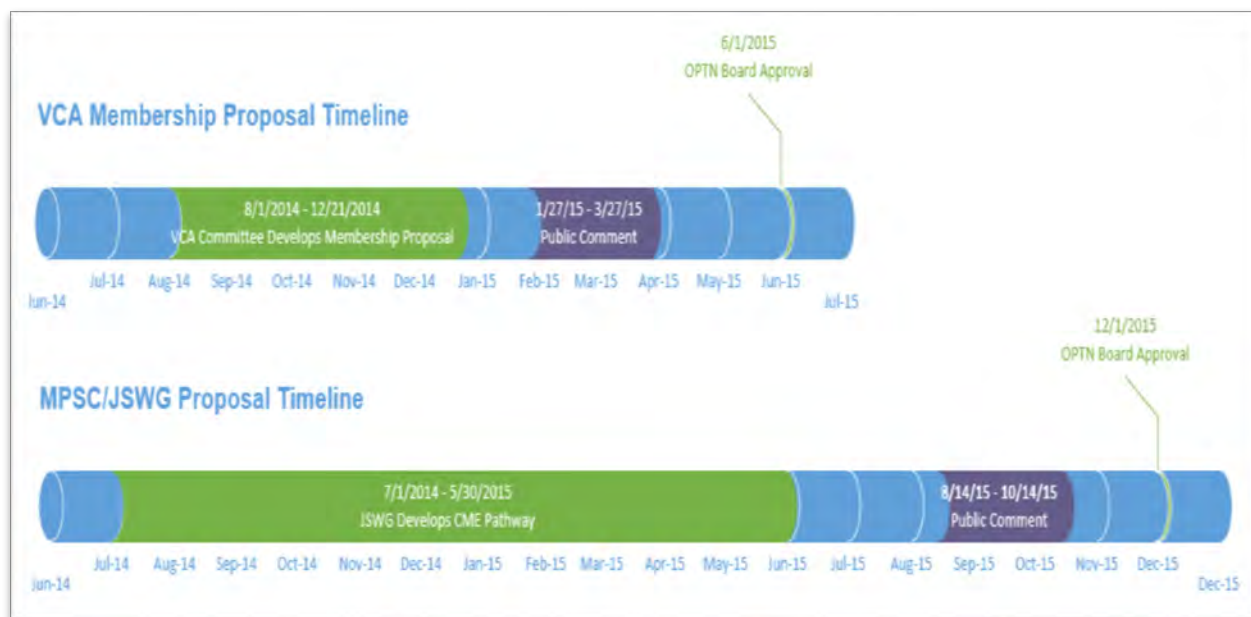 6/1/2015
OPTN Board Approval
VCA Membership Proposal Timeline
8/1/2014 - 12/21/2014
VCA Committee Develops Membership Proposal
1/27/15 - 3/27/15
Public Comment
Jun-14 Jul-14 Aug-14 Sep-14 Oct-14 Nov-14 Dec-14 Jan-15 Feb-15 Mar-15 Apr-15 May-15 Jun-15 Jul-15
12/1/2015
OPTN Board Approval
MPSC/JSWG Proposal Timeline
7/1/2014 - 5/30/2015
JSWG Develops CME Pathway
8/14/15 - 10/14/15
Public Comment
Jun-14 Jul-14 Aug-14 Sep-14 Oct-14 Nov-14 Dec-14 Jan-15 Feb-15 Mar-15 Apr-15 May-15 Jun-15 Jul-15 Aug-15 Sep-15 Oct-15 Nov-15 Dec-15 Dec-15